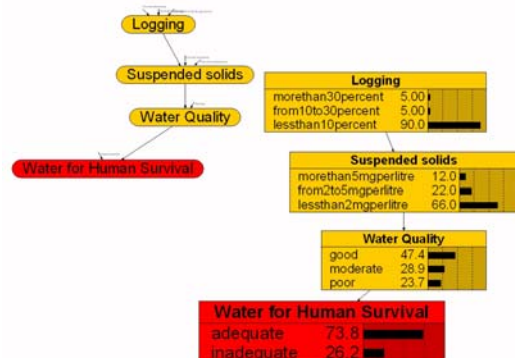 Logging
Suspended solids
Water Quality
Water for Human Survival
Logging
morethan30percent 5.00
from10to30percent 5.00
lessthan10percent 90.0
Suspended solids
morethan5mgperlitre 12.0
from2to5mgperlitre 22.0
lessthan2mgperlitre 66.0
Water Quality
good 47.4
moderate 28.9
poor 23.7
Water for Human Survival
adequate 73.8
inadequate 26.2